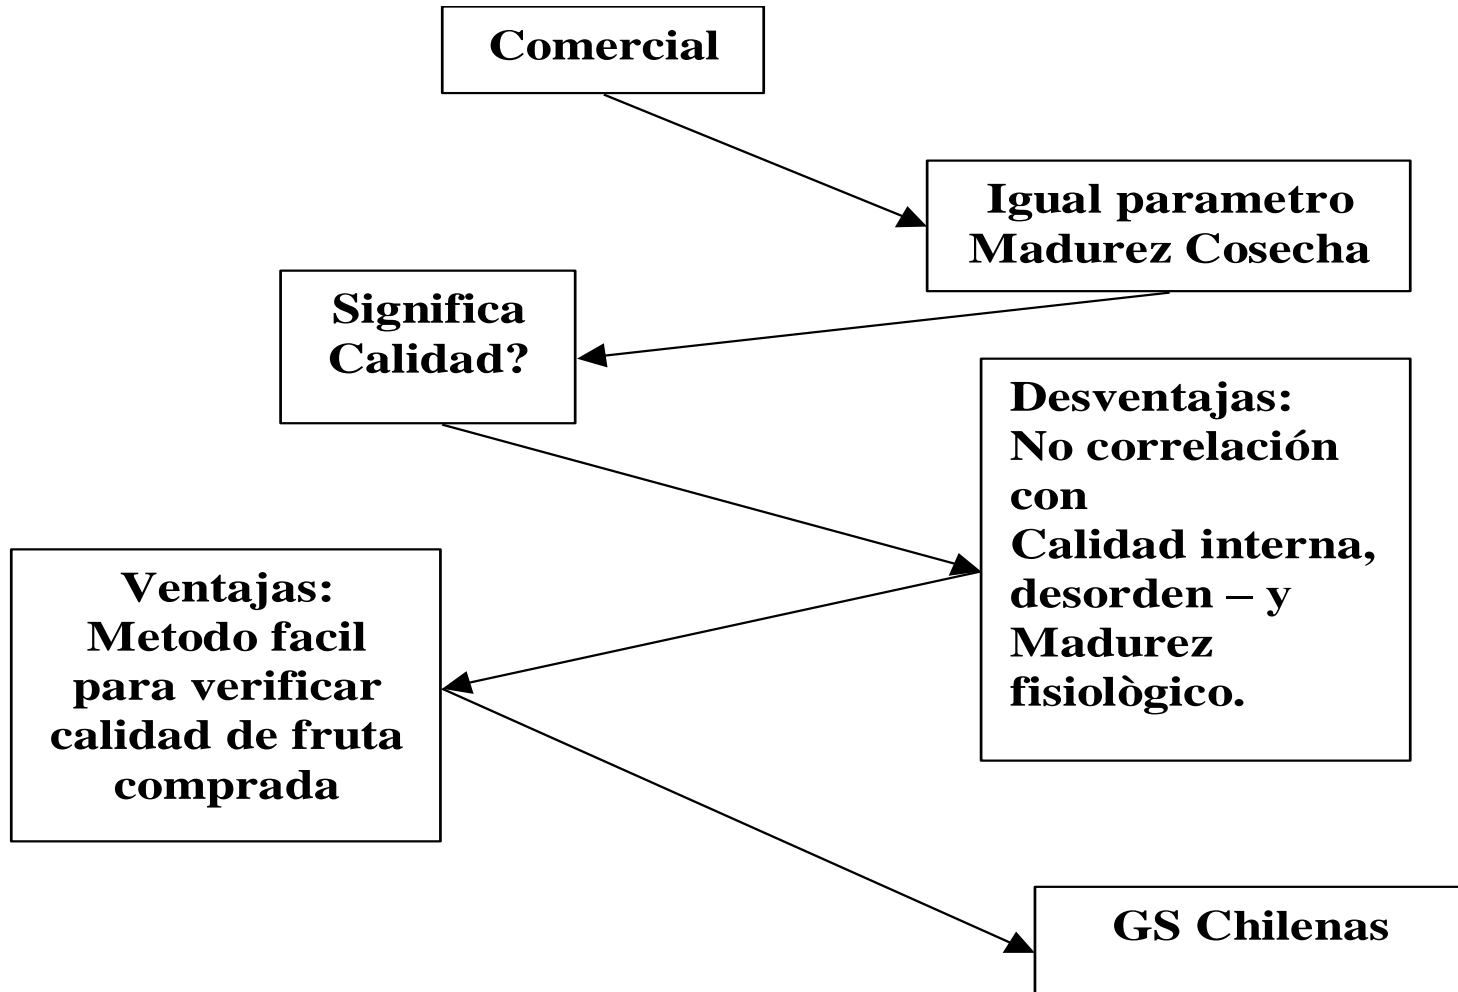 Comercial
Igual parametro
Madurez Cosecha
Significa
Calidad?
Desventajas:
No correlación
con
Calidad interna,
desorden – y
Madurez
fisiològico.
Ventajas:
Metodo facil
para verificar
calidad de fruta
comprada
GS Chilenas